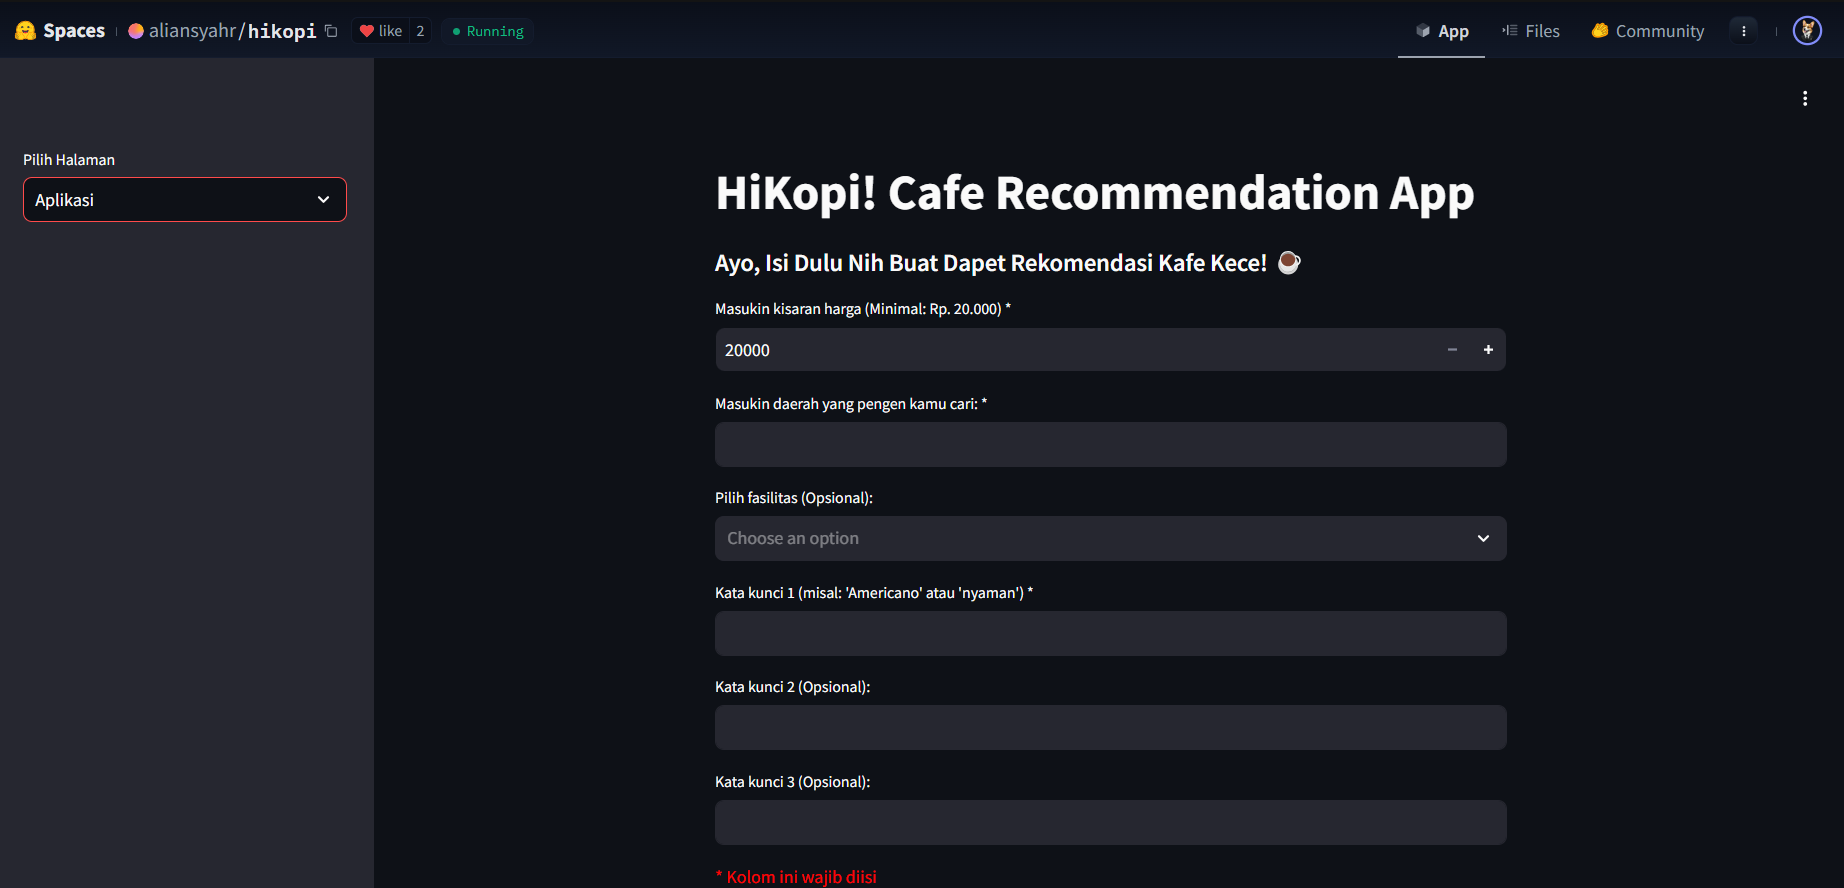 Spaces aliansyahr/hikopi like 2 Running App Files Community
Pilih Halaman
Aplikasi
HiKopi! Cafe Recommendation App
Ayo, Isi Dulu Nih Buat Dapet Rekomendasi Kafe Kece!
Masukin kisaran harga (Minimal: Rp. 20.000) *
20000
Masukin daerah yang pengen kamu cari: *
Pilih fasilitas (Opsional):
Choose an option
Kata kunci 1 (misal: 'Americano' atau 'nyaman') *
Kata kunci 2 (Opsional):
Kata kunci 3 (Opsional):
* Kolom ini wajib diisi